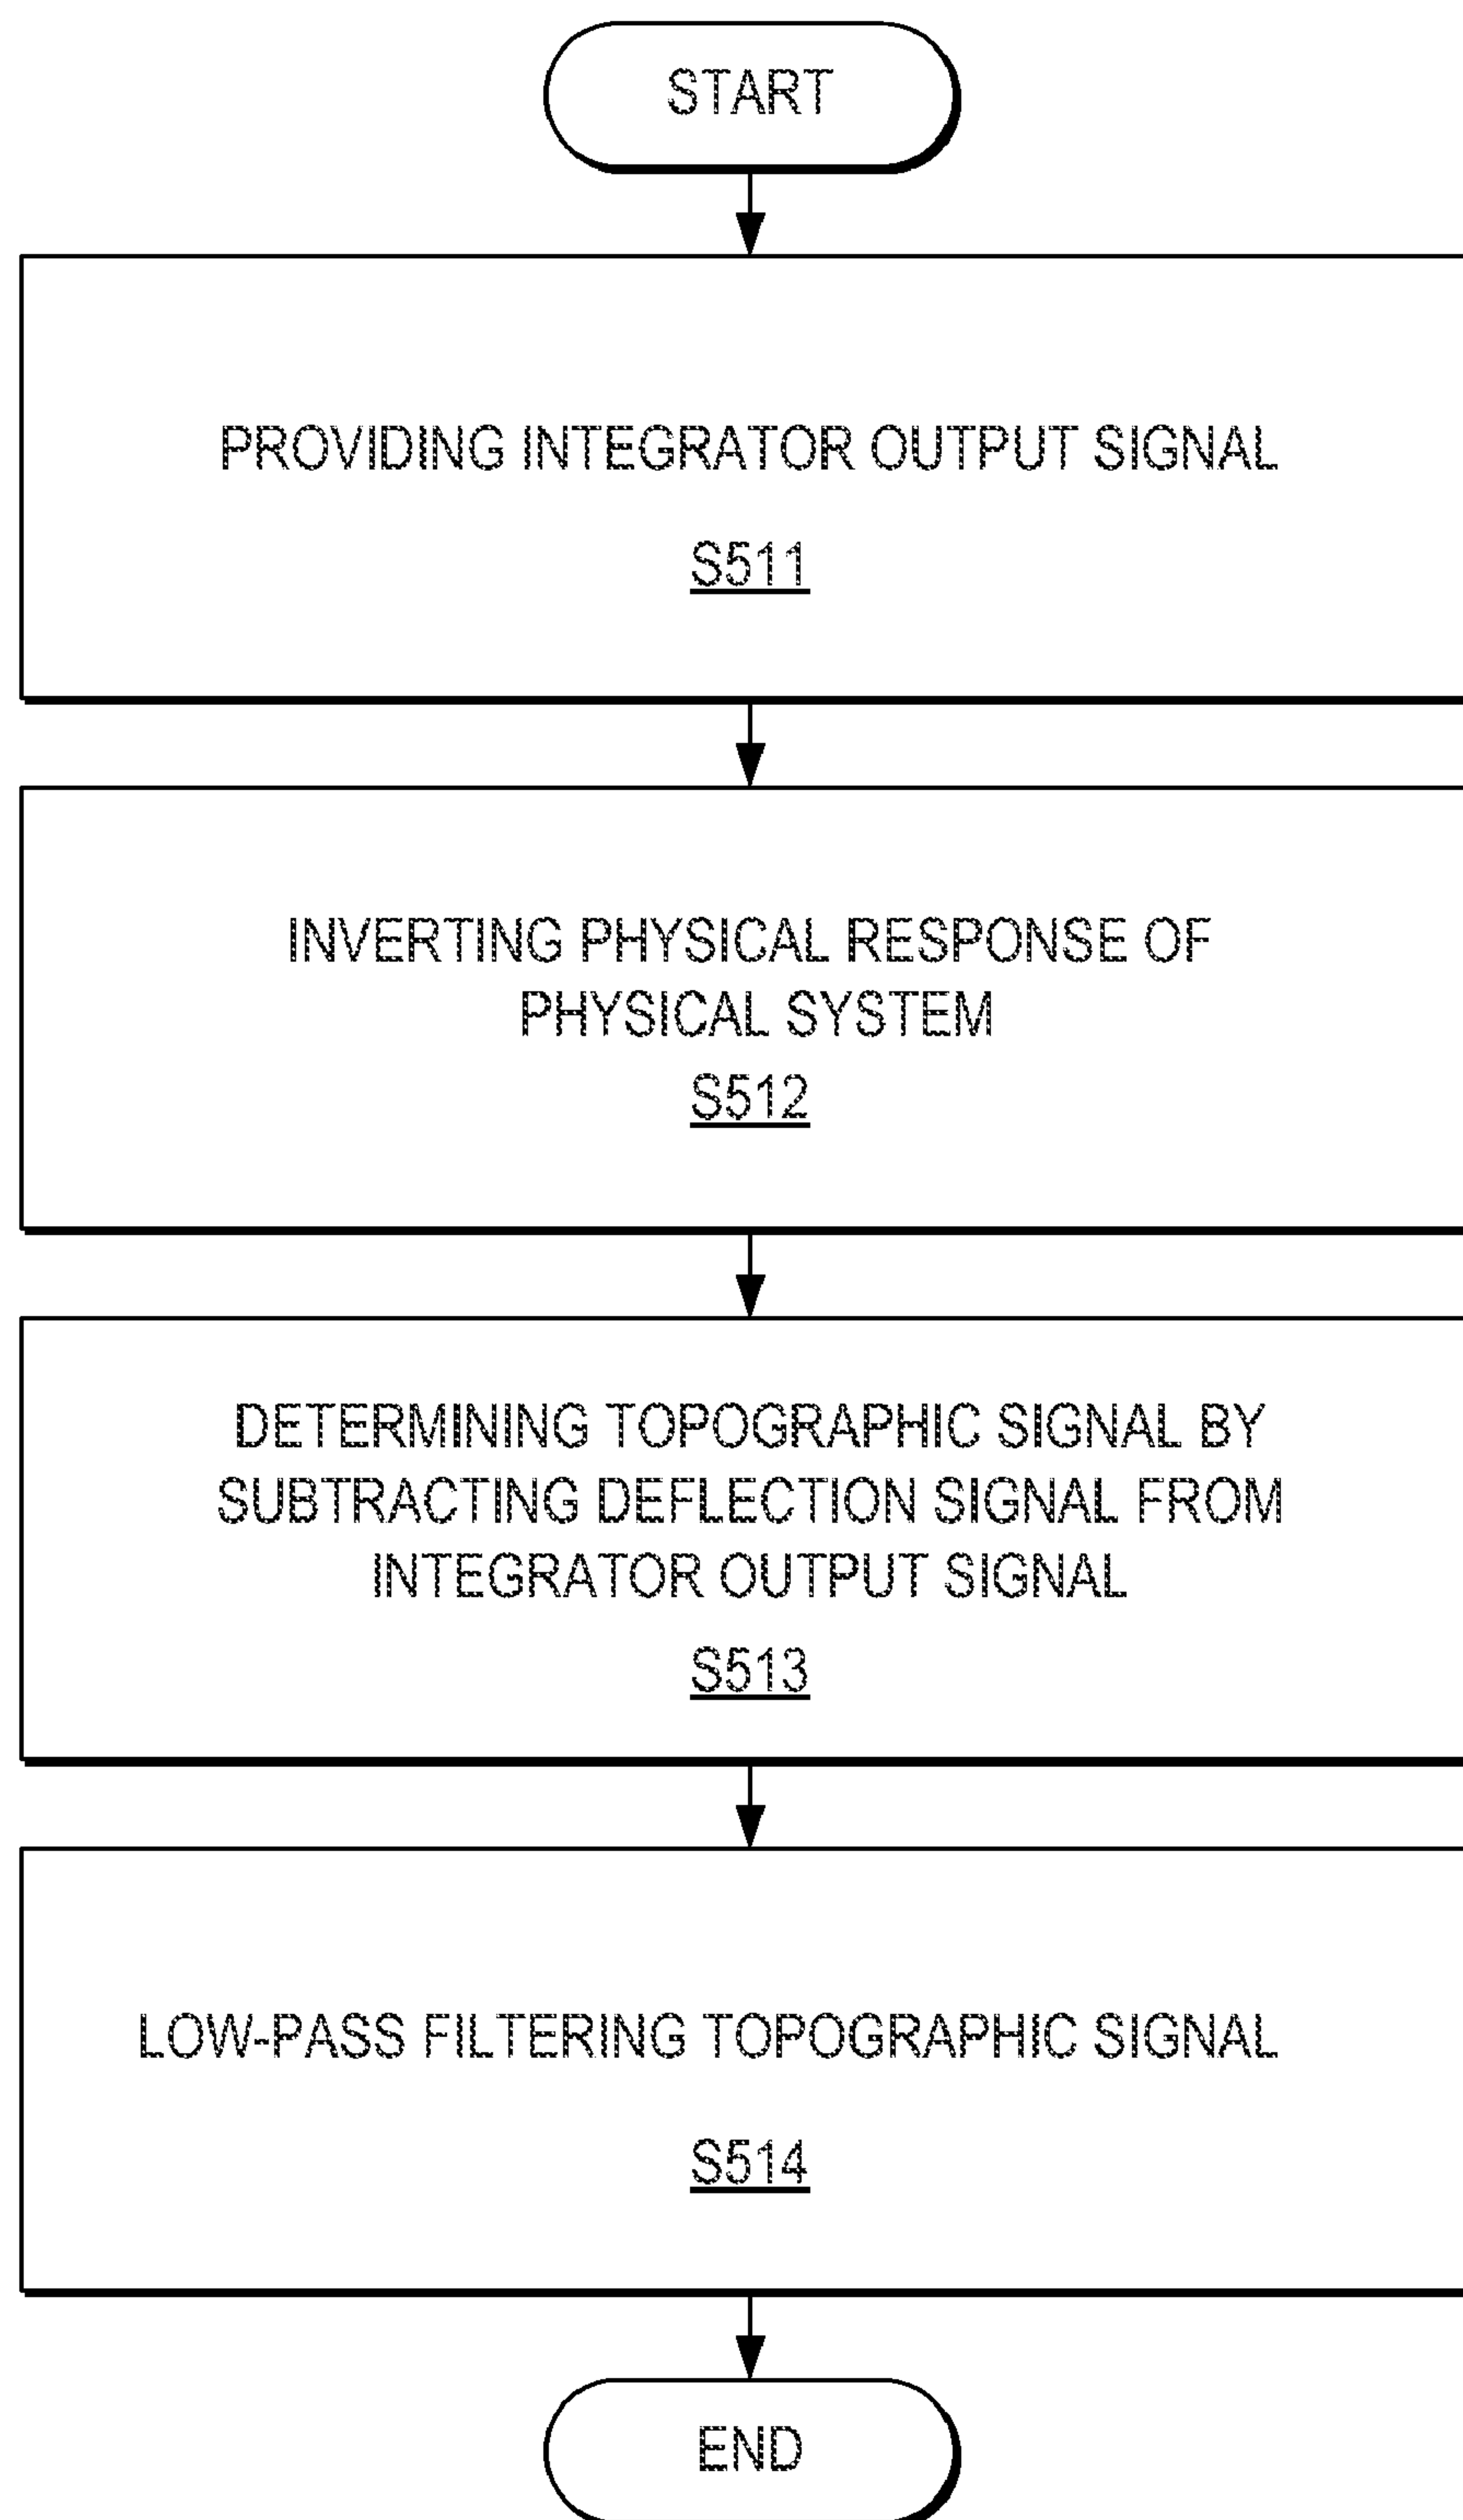 START
PROVIDING INTEGRATOR OUTPUT SIGNAL
S511
INVERTING PHYSICAL RESPONSE OF
PHYSICAL SYSTEM
S512
DETERMINING TOPOGRAPHIC SIGNAL BY
SUBTRACTING DEFLECTION SIGNAL FROM
INTEGRATOR OUTPUT SIGNAL
S513
LOW-PASS FILTERING TOPOGRAPHIC SIGNAL
S514
END